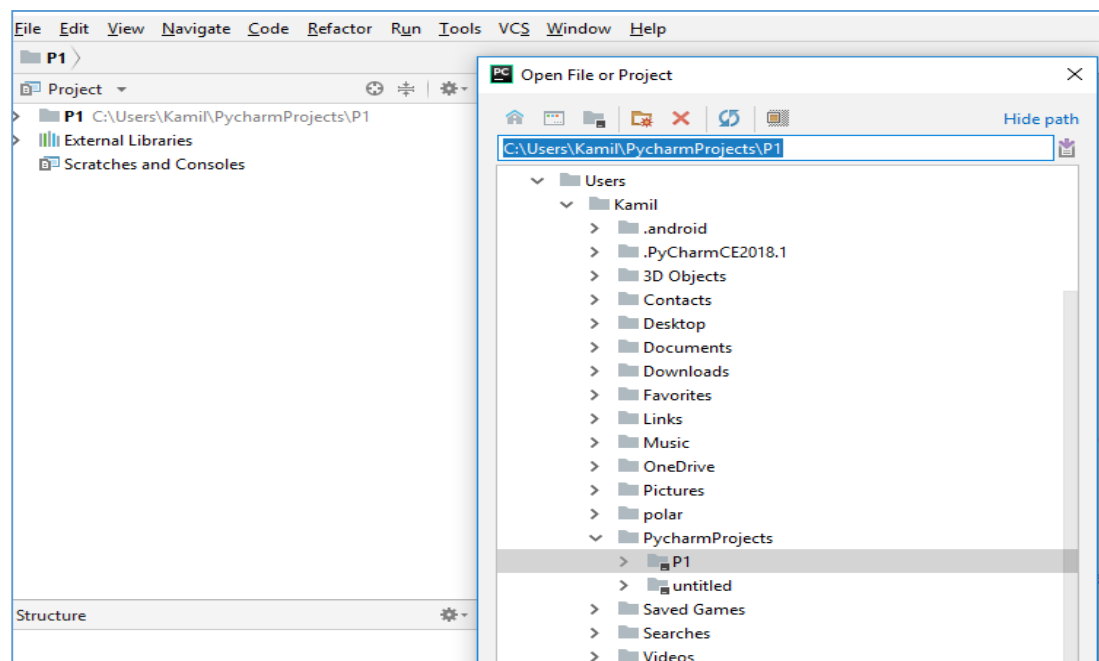 File Edit View Navigate Code Refactor Run Tools VCS Window Help
P1
Project
P1 C:\Users\Kamil\PycharmProjects\P1
External Libraries
Scratches and Consoles
Structure
PC Open File or Project
Hide path
C:\Users\Kamil\PycharmProjects\P1
Users
Kamil
.android
.PyCharmCE2018.1
3D Objects
Contacts
Desktop
Documents
Downloads
Favorites
Links
Music
OneDrive
Pictures
polar
PycharmProjects
P1
untitled
Saved Games
Searches
Videos